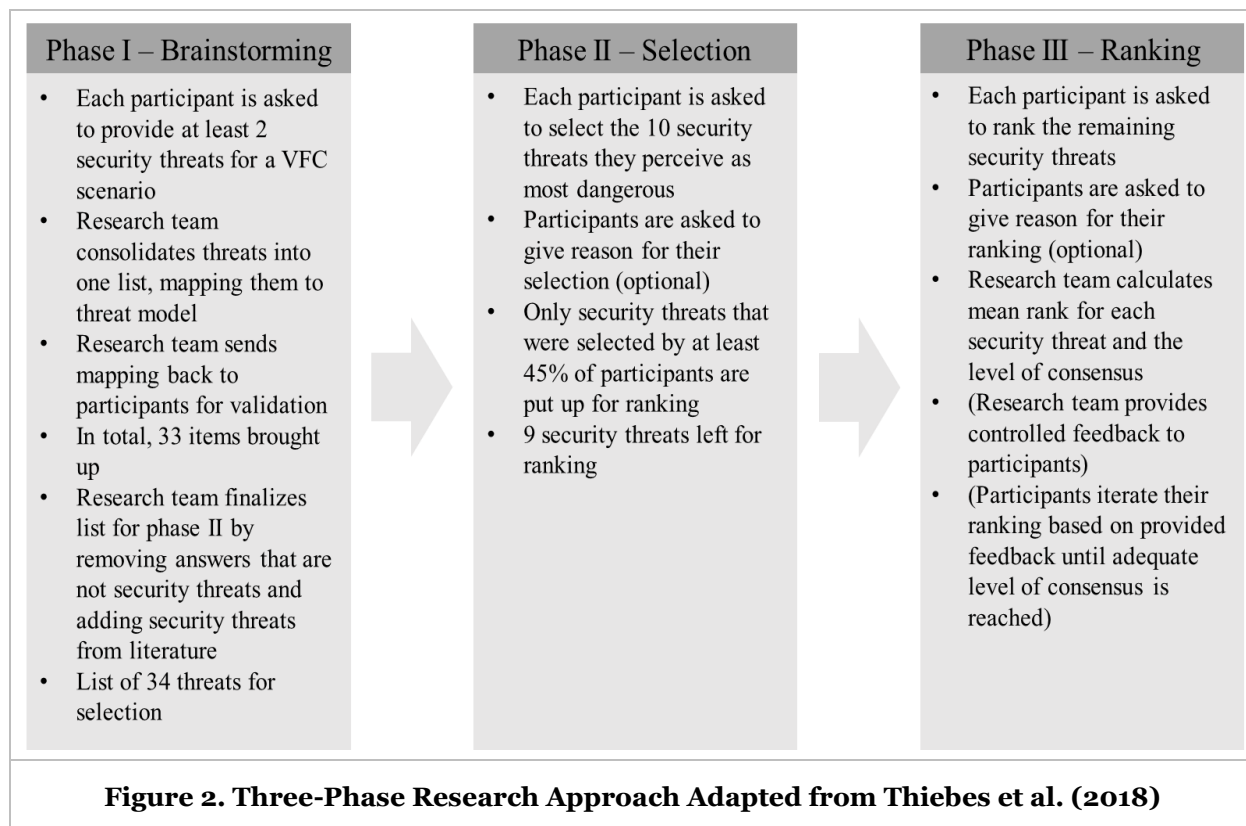 Phase I – Brainstorming
• Each participant is asked
to provide at least 2
security threats for a VFC
scenario
• Research team
consolidates threats into
one list, mapping them to
threat model
• Research team sends
mapping back to
participants for validation
• In total, 33 items brought
up
• Research team finalizes
list for phase II by
removing answers that are
not security threats and
adding security threats
from literature
• List of 34 threats for
selection
Phase II – Selection
• Each participant is asked
to select the 10 security
threats they perceive as
most dangerous
• Participants are asked to
give reason for their
selection (optional)
• Only security threats that
were selected by at least
45% of participants are
put up for ranking
• 9 security threats left for
ranking
Phase III – Ranking
• Each participant is asked
to rank the remaining
security threats
• Participants are asked to
give reason for their
ranking (optional)
• Research team calculates
mean rank for each
security threat and the
level of consensus
• (Research team provides
controlled feedback to
participants)
• (Participants iterate their
ranking based on provided
feedback until adequate
level of consensus is
reached)
Figure 2. Three-Phase Research Approach Adapted from Thiebes et al. (2018)